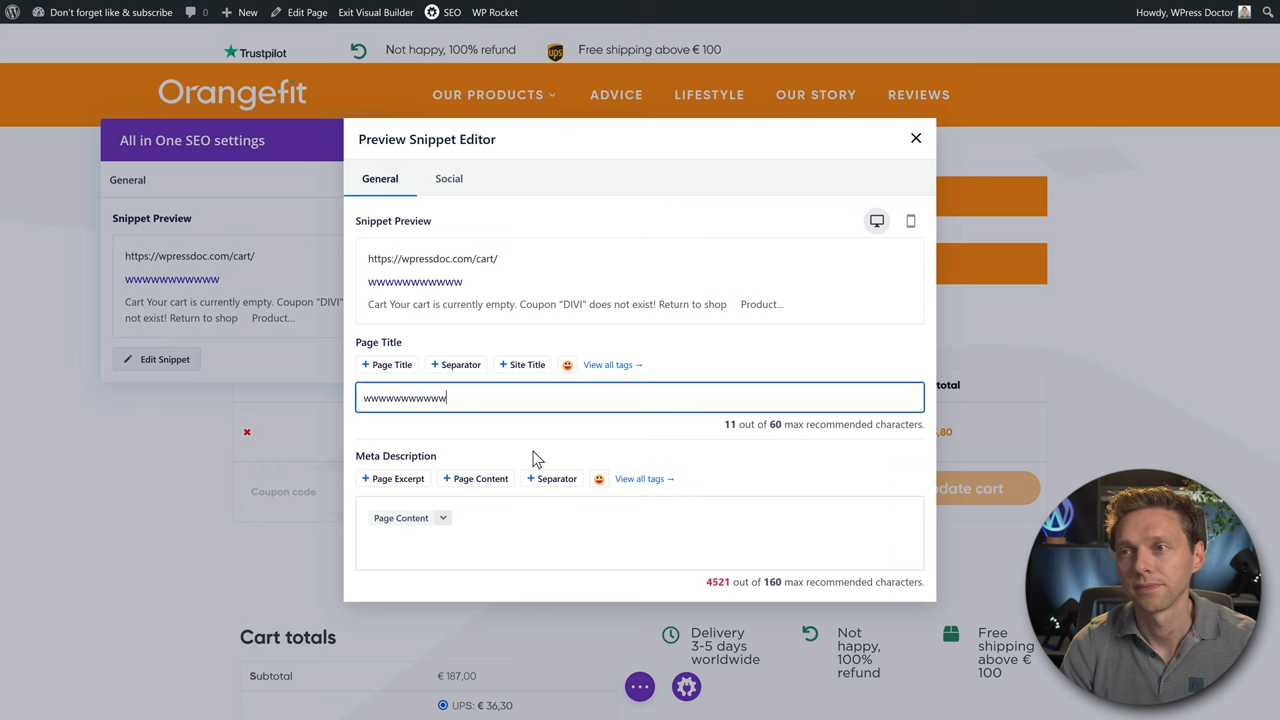 Don't forget like & subscribe 0 New Edit Page Exit Visual Builder SEO WP Rocket Howdy, WPress Doctor
Trustpilot Not happy, 100% refund ups Free shipping above € 100
Orangefit OUR PRODUCTS ADVICE LIFESTYLE OUR STORY REVIEWS
All in One SEO settings
General
Snippet Preview
https://wpressdoc.com/cart/
wwwwwwwwwww
Cart Your cart is currently empty. Coupon "DIVI"
not exist! Return to shop Product...
Edit Snippet
Preview Snippet Editor
General Social
Snippet Preview
https://wpressdoc.com/cart/
wwwwwwwwwww
Cart Your cart is currently empty. Coupon "DIVI" does not exist! Return to shop Product...
Page Title
+ Page Title + Separator + Site Title View all tags →
wwwwwwwwwww
11 out of 60 max recommended characters.
Meta Description
+ Page Excerpt + Page Content + Separator View all tags →
Page Content
4521 out of 160 max recommended characters.
total
,80
Coupon code
date cart
Cart totals
Subtotal € 187,00
UPS: € 36,30
Delivery
3-5 days
worldwide
Not
happy,
100%
refund
Free
shipping
above €
100